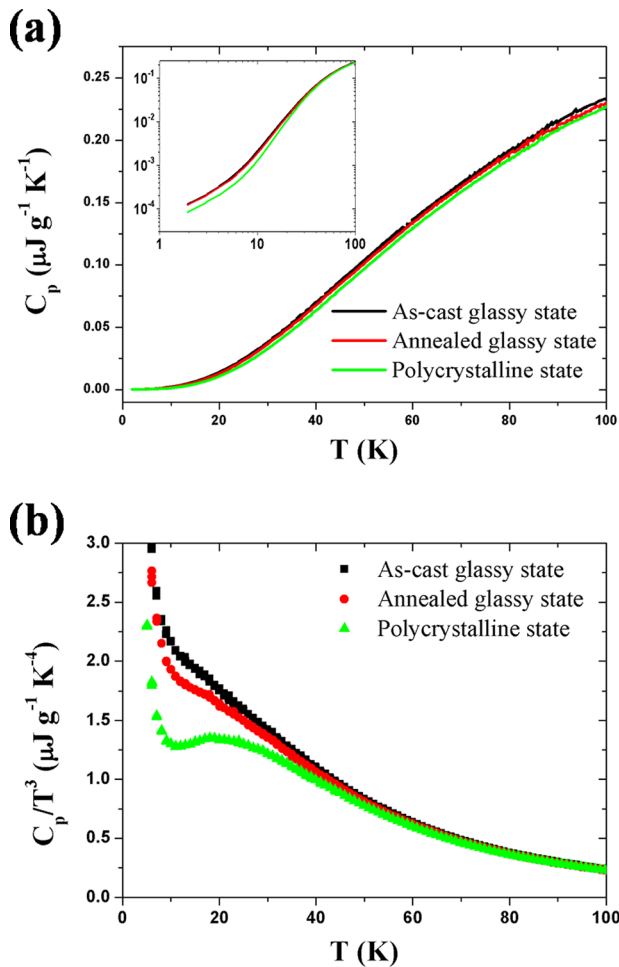 (a)
0.25
0.20
0.15
0.10
0.05
0.00
C_p (μJ g⁻¹ K⁻¹)
10⁻¹
10⁻²
10⁻³
10⁻⁴
1 10 100
As-cast glassy state
Annealed glassy state
Polycrystalline state
0 20 40 60 80 100
T (K)
(b)
3.0
2.5
2.0
1.5
1.0
0.5
0.0
C_p/T³ (μJ g⁻¹ K⁻⁴)
As-cast glassy state
Annealed glassy state
Polycrystalline state
0 20 40 60 80 100
T (K)